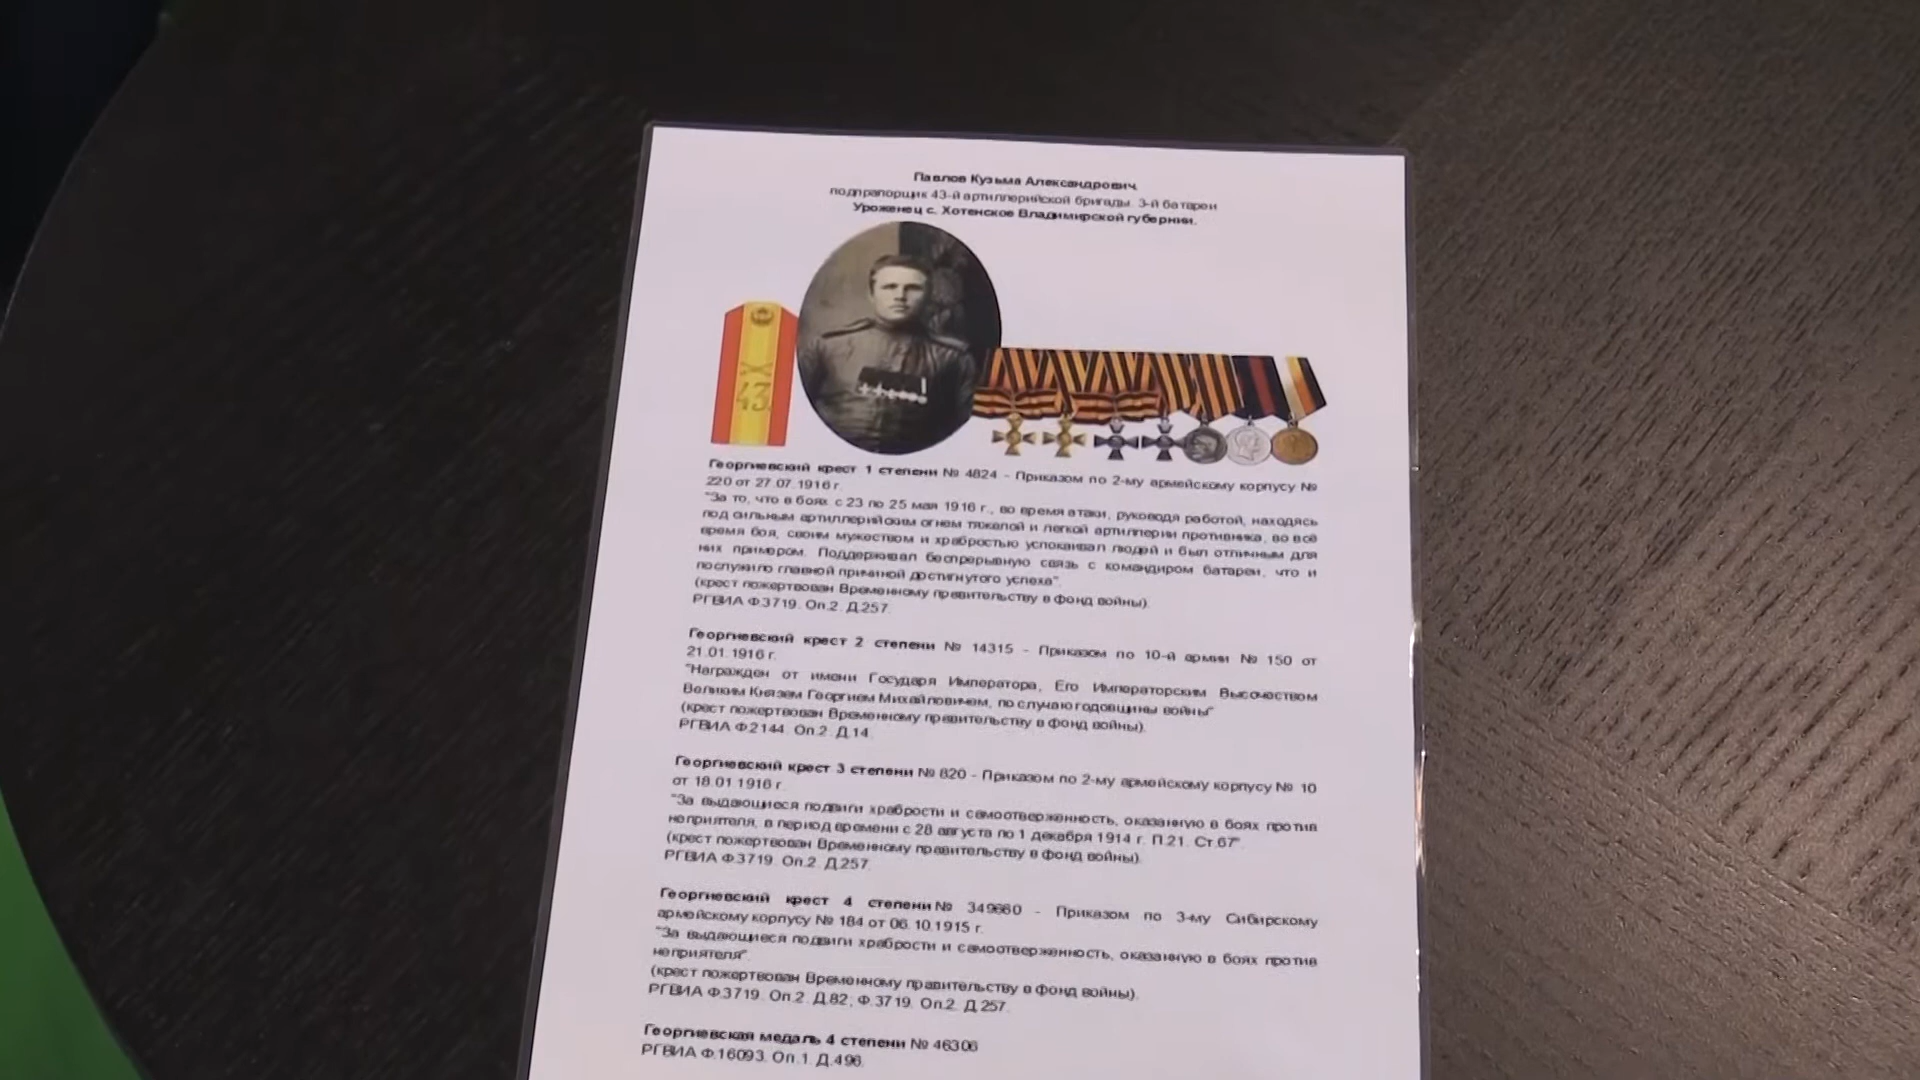 Павлов Кузьма Александрович,
подпрапорщик 43-й артиллерийской бригады. 3-й батареи
Уроженец с. Хотенское Владимирской губернии.
43.
Георгиевский крест 1 степени № 4824 - Приказом по 2-му армейскому корпусу №
220 от 27.07.1916 г.
"За то, что в боях с 23 по 25 мая 1916 г., во время атаки, руководя работой, находясь
под сильным артиллерийским огнем тяжелой и легкой артиллерии противника, во всё
время боя, своим мужеством и храбростью успокаивал людей и был отличным для
них примером. Поддерживал беспрерывную связь с командиром батареи, что и
послужило главной причиной достигнутого успеха".
(крест пожертвован Временному правительству в фонд войны).
РГВИА Ф.3719. Оп.2. Д.257.
Георгиевский крест 2 степени № 14315 - Приказом по 10-й армии № 150 от
21.01.1916 г.
"Награжден от имени Государя Императора, Его Императорским Высочеством
Великим Князем Георгием Михайловичем, по случаю годовщины войны"
(крест пожертвован Временному правительству в фонд войны).
РГВИА Ф.2144. Оп.2. Д.14.
Георгиевский крест 3 степени № 820 - Приказом по 2-му армейскому корпусу № 10
от 18.01.1916 г.
"За выдающиеся подвиги храбрости и самоотверженность, оказанную в боях против
неприятеля, в период времени с 28 августа по 1 декабря 1914 г. П.21. Ст.67".
(крест пожертвован Временному правительству в фонд войны).
РГВИА Ф.3719. Оп.2. Д.257.
Георгиевский крест 4 степени № 349660 - Приказом по 3-му Сибирскому
армейскому корпусу № 184 от 06.10.1915 г.
"За выдающиеся подвиги храбрости и самоотверженность, оказанную в боях против
неприятеля".
(крест пожертвован Временному правительству в фонд войны).
РГВИА Ф.3719. Оп.2. Д.82, Ф.3719. Оп.2. Д.257.
Георгиевская медаль 4 степени № 46306
РГВИА Ф.16093. Оп.1. Д.496.